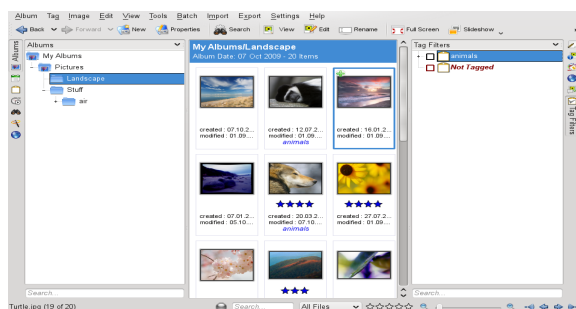 Album Tag Image Edit View Tools Batch Import Export Settings Help
Back Forward New Properties Search View Edit Rename Full Screen Slideshow
Albums
My Albums
Pictures
Landscape
Stuff
air
Search...
My Albums/Landscape
Album Date: 07 Oct 2009 - 20 Items
created : 07.10.2... created : 12.07.2... created : 16.01.2...
modified : 01.09.... modified : 01.09.... modified : 01.09....
animals
created : 07.01.2... created : 20.03.2... created : 27.07.2...
modified : 05.10.... modified : 07.10.... modified : 01.09....
animals
Tag Filters
animals
Not Tagged
Search...
Albums
Tag Filters
Turtle.jpg (19 of 20) Search... All Files